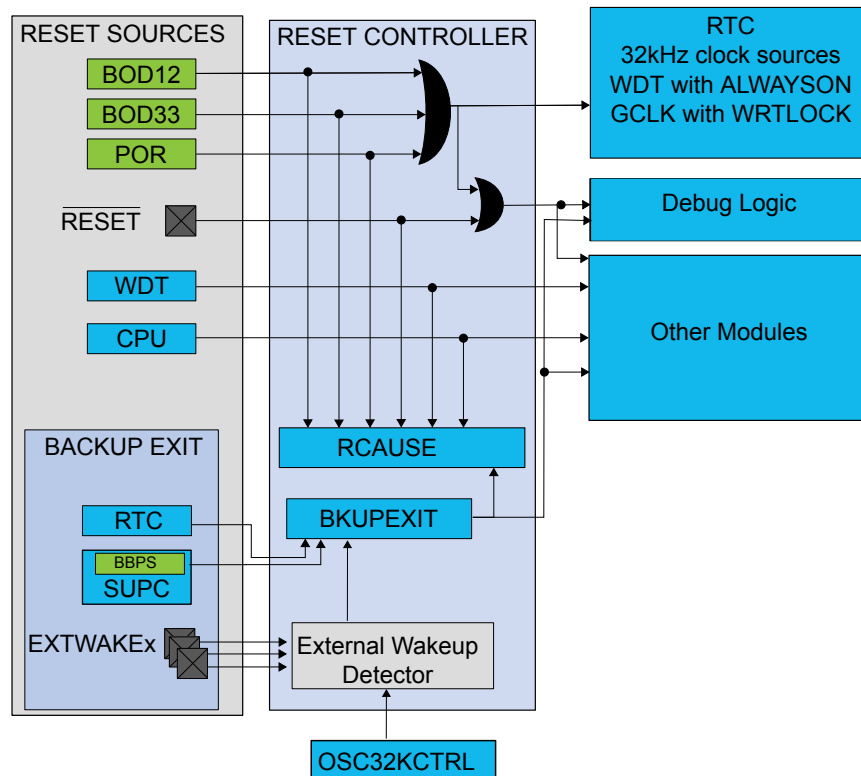 RESET SOURCES
BOD12
BOD33
POR
RESET
WDT
CPU
BACKUP EXIT
RTC
BBPS
SUPC
EXTWAKEx
RESET CONTROLLER
RCAUSE
BKUPEXIT
External Wakeup
Detector
OSC32KCTRL
RTC
32kHz clock sources
WDT with ALWAYSON
GCLK with WRTLOCK
Debug Logic
Other Modules